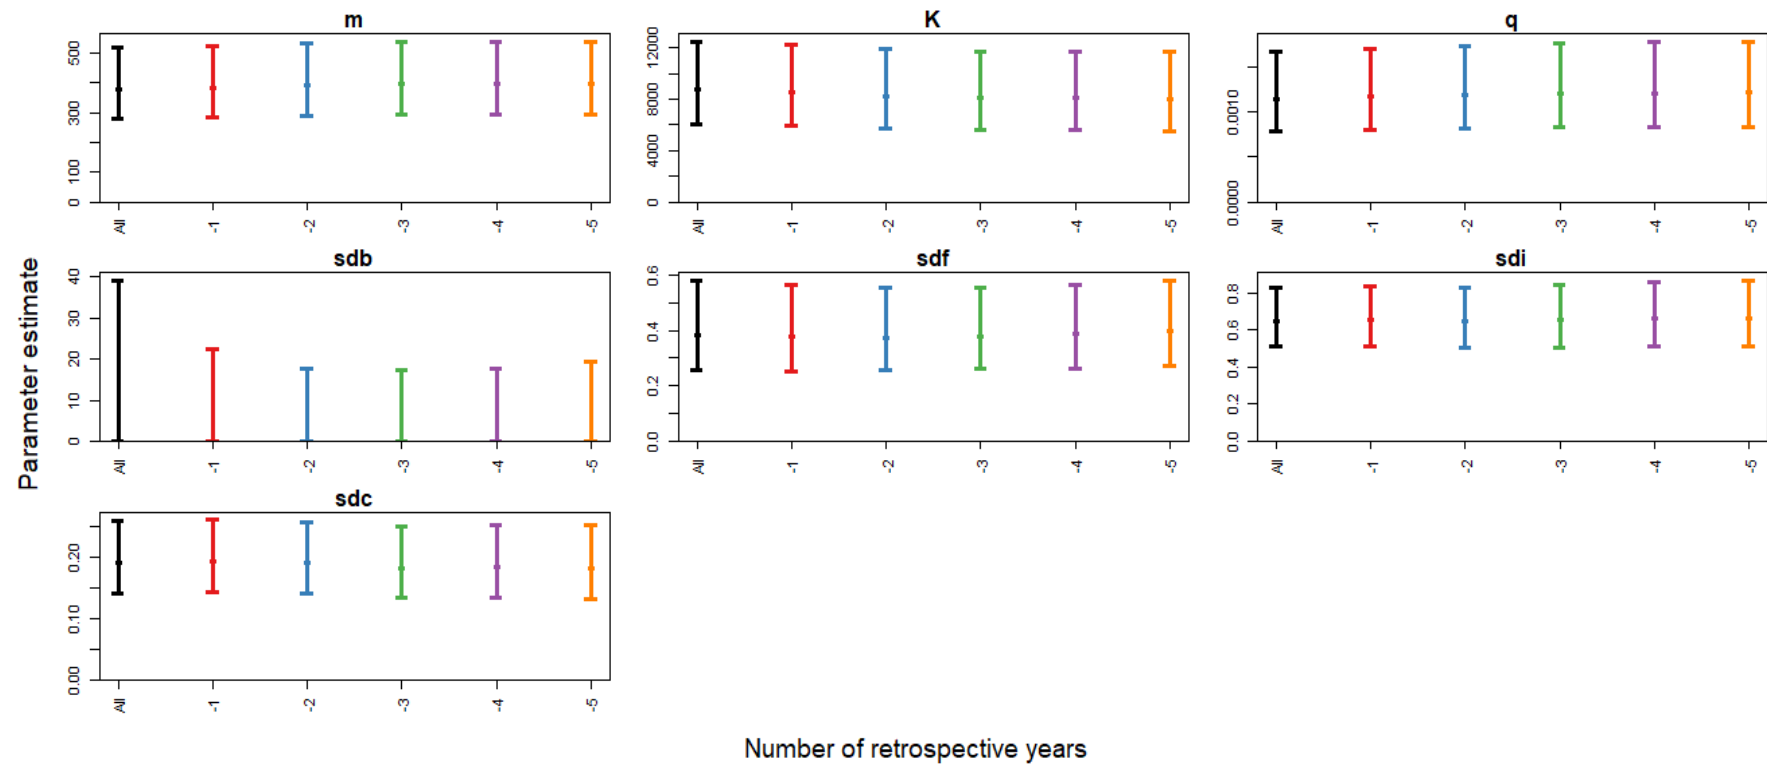 m
K
q
0 100 300 500
0 4000 8000 12000
0.0000 0.0010
All -1 -2 -3 -4 -5
All -1 -2 -3 -4 -5
All -1 -2 -3 -4 -5
sdb
sdf
sdi
Parameter estimate
0 10 20 30 40
0.0 0.2 0.4 0.6
0.0 0.2 0.4 0.6 0.8
All -1 -2 -3 -4 -5
All -1 -2 -3 -4 -5
All -1 -2 -3 -4 -5
sdc
0.00 0.10 0.20
All -1 -2 -3 -4 -5
Number of retrospective years